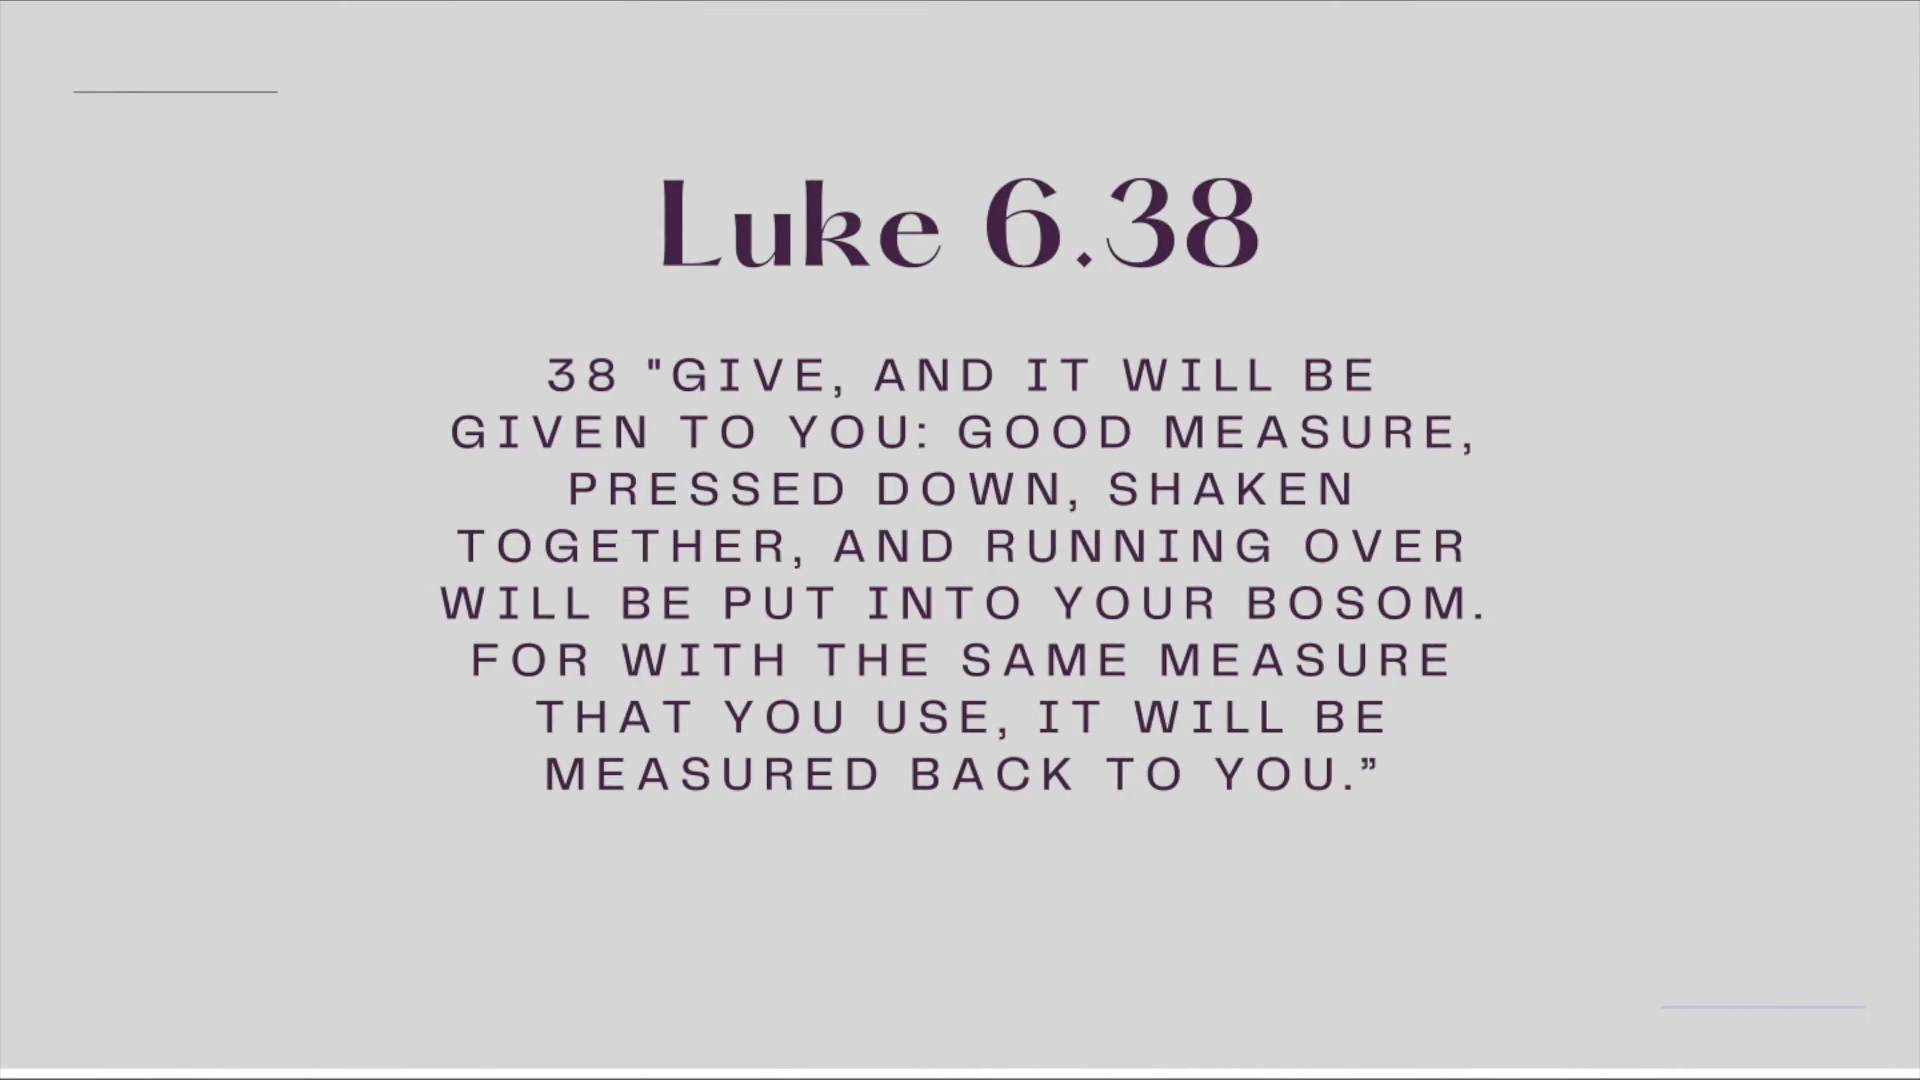 Luke 6.38
38 "GIVE, AND IT WILL BE
GIVEN TO YOU: GOOD MEASURE,
PRESSED DOWN, SHAKEN
TOGETHER, AND RUNNING OVER
WILL BE PUT INTO YOUR BOSOM.
FOR WITH THE SAME MEASURE
THAT YOU USE, IT WILL BE
MEASURED BACK TO YOU.”